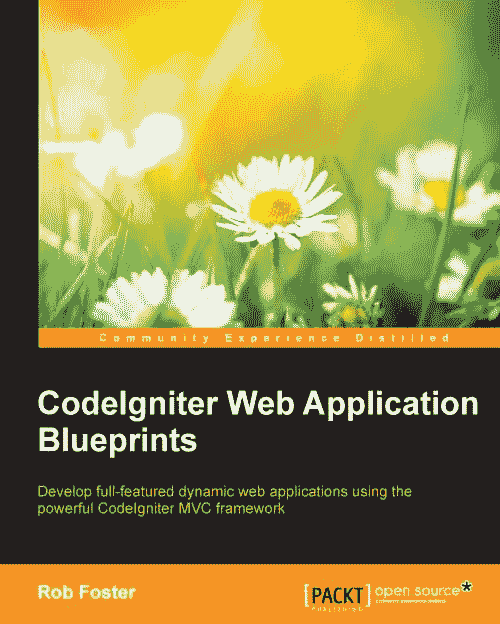 Community Experience Distilled
CodeIgniter Web Application
Blueprints
Develop full-featured dynamic web applications using the
powerful CodeIgniter MVC framework
Rob Foster
[PACKT] open source*
PUBLISHING